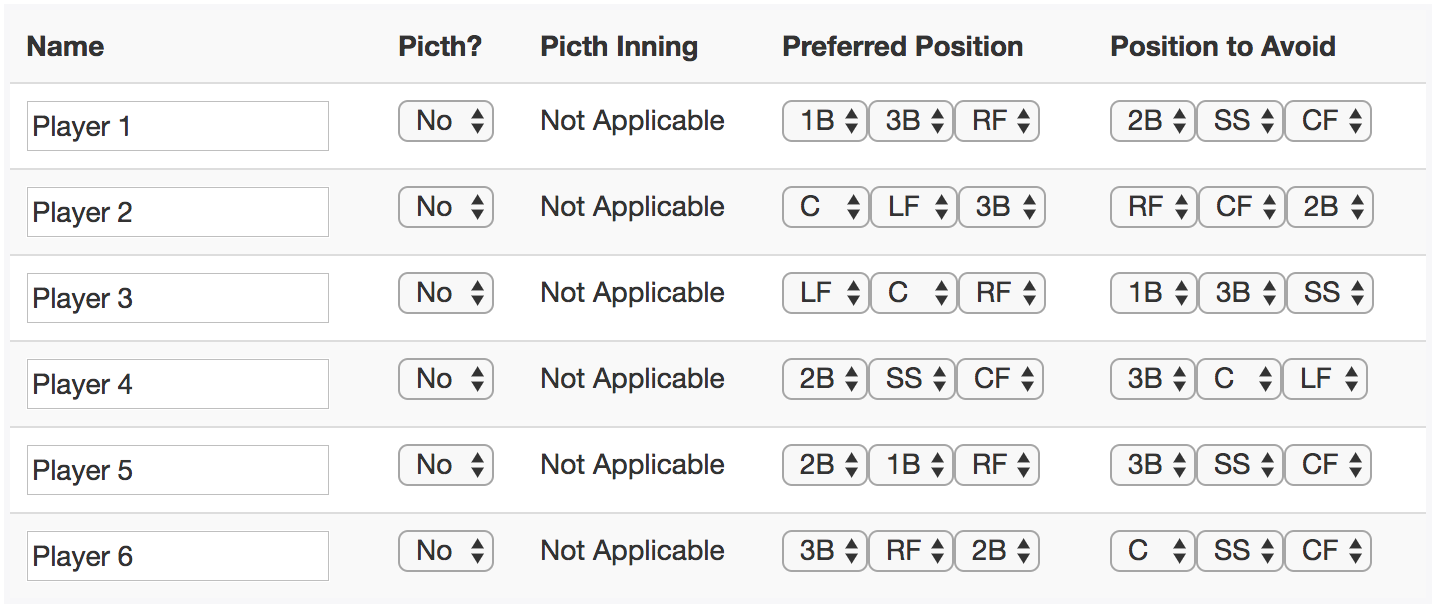 Name Picth? Picth Inning Preferred Position Position to Avoid
Player 1 No Not Applicable 1B 3B RF 2B SS CF
Player 2 No Not Applicable C LF 3B RF CF 2B
Player 3 No Not Applicable LF C RF 1B 3B SS
Player 4 No Not Applicable 2B SS CF 3B C LF
Player 5 No Not Applicable 2B 1B RF 3B SS CF
Player 6 No Not Applicable 3B RF 2B C SS CF